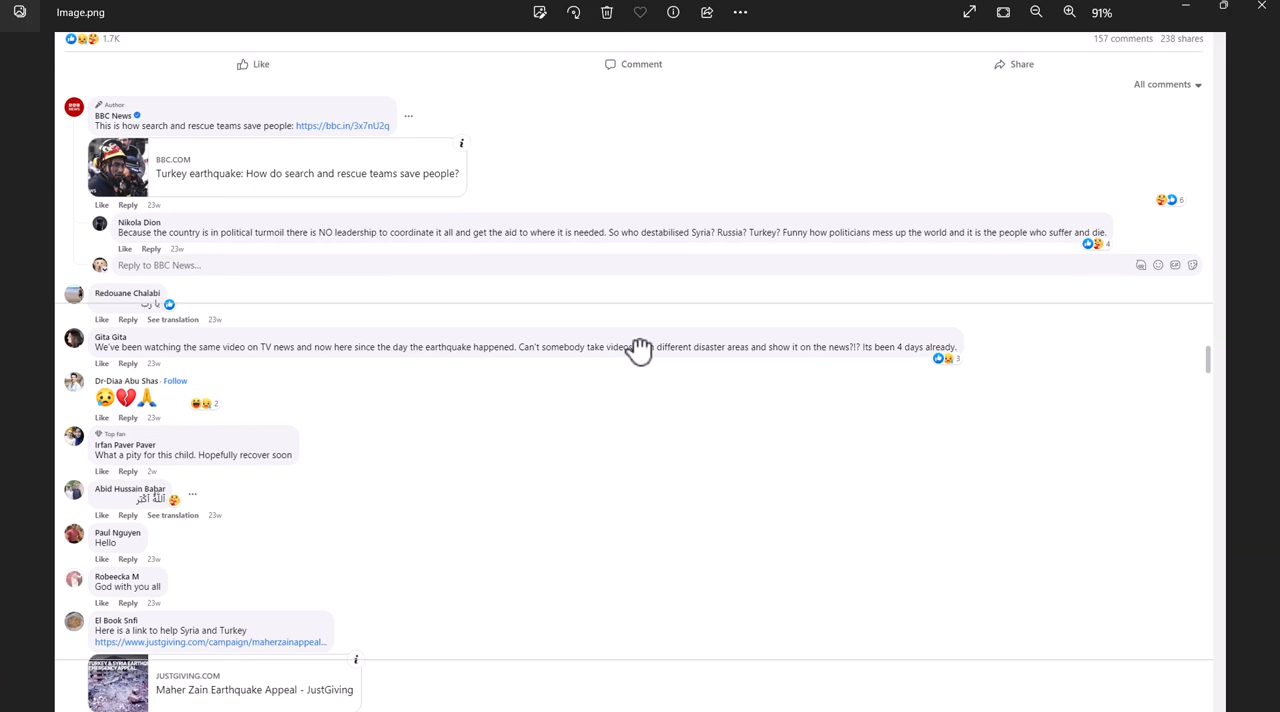 Image.png
91%
1.7K
157 comments 238 shares
Like Comment Share
All comments
Author
BBC News
This is how search and rescue teams save people: https://bbc.in/3x7nU2q
BBC.COM
Turkey earthquake: How do search and rescue teams save people?
Like Reply 23w
6
Nikola Dion
Because the country is in political turmoil there is NO leadership to coordinate it all and get the aid to where it is needed. So who destabilised Syria? Russia? Turkey? Funny how politicians mess up the world and it is the people who suffer and die.
Like Reply 23w
4
Reply to BBC News...
Redouane Chalabi
يا رب
Like Reply See translation 23w
Gita Gita
We've been watching the same video on TV news and now here since the day the earthquake happened. Can't somebody take videos different disaster areas and show it on the news?!? Its been 4 days already.
3
Like Reply 23w
Dr-Diaa Abu Shas · Follow
😢💔🙏
2
Like Reply 23w
Top fan
Irfan Paver Paver
What a pity for this child. Hopefully recover soon
Like Reply 2w
Abid Hussain Babar
ٱللَّهُ أَكْبَر
Like Reply See translation 23w
Paul Nguyen
Hello
Like Reply 23w
Robeecka M
God with you all
Like Reply 23w
El Book Snfi
Here is a link to help Syria and Turkey
https://www.justgiving.com/campaign/maherzainappeal...
TURKEY & SYRIA EARTHQU
EMERGENCY APPEAL
JUSTGIVING.COM
Maher Zain Earthquake Appeal - JustGiving